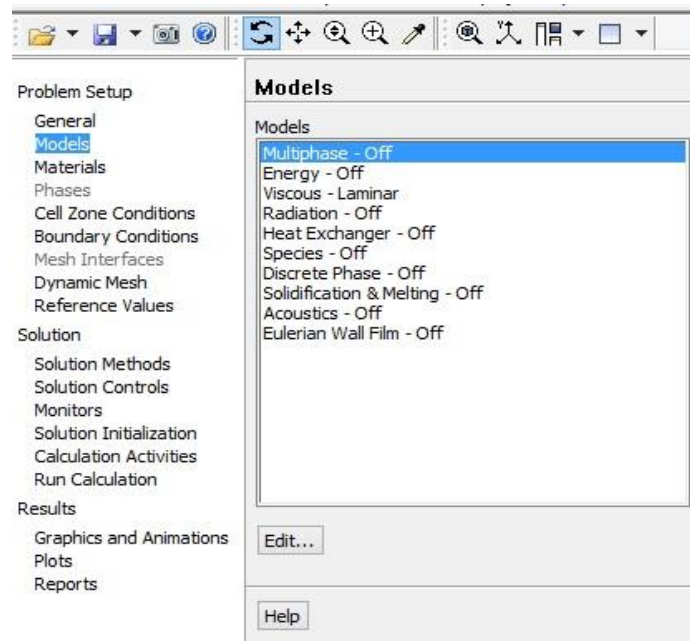 Problem Setup
General
Models
Materials
Phases
Cell Zone Conditions
Boundary Conditions
Mesh Interfaces
Dynamic Mesh
Reference Values
Solution
Solution Methods
Solution Controls
Monitors
Solution Initialization
Calculation Activities
Run Calculation
Results
Graphics and Animations
Plots
Reports
Models
Models
Multiphase - Off
Energy - Off
Viscous - Laminar
Radiation - Off
Heat Exchanger - Off
Species - Off
Discrete Phase - Off
Solidification & Melting - Off
Acoustics - Off
Eulerian Wall Film - Off
Edit...
Help